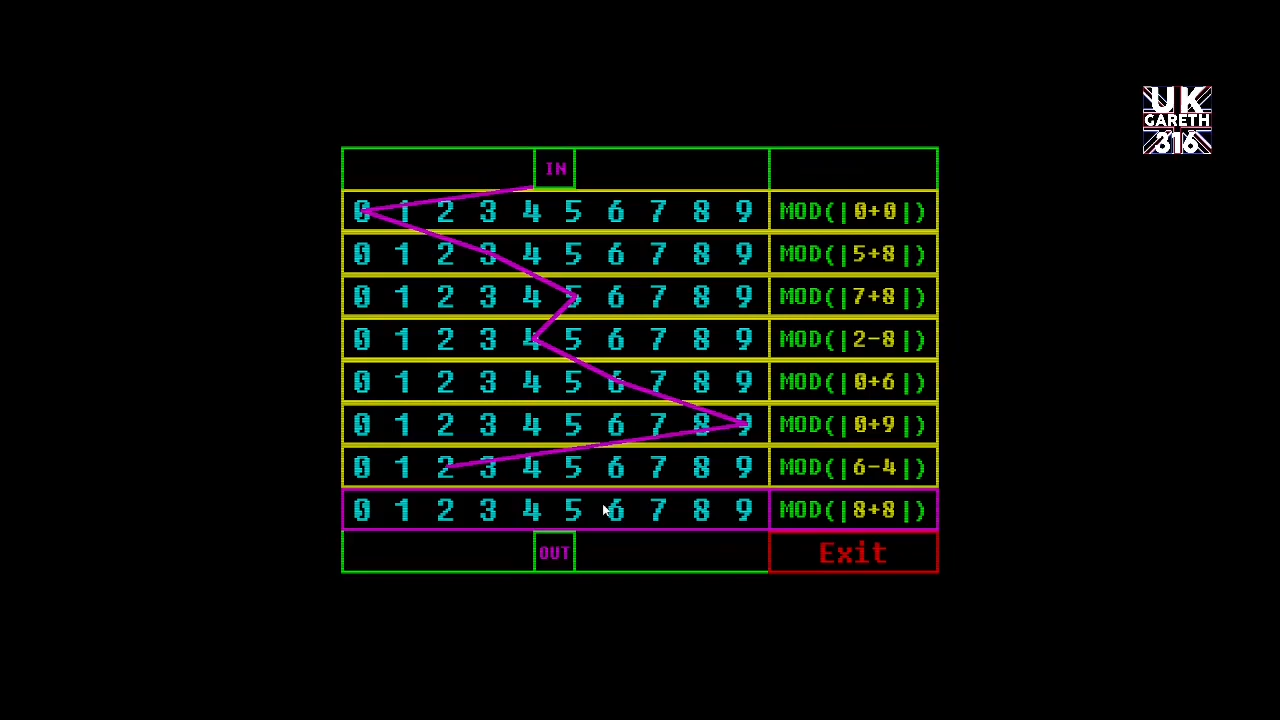 UK
GARETH
316
IN
0 1 2 3 4 5 6 7 8 9 MOD(|0+0|)
0 1 2 3 4 5 6 7 8 9 MOD(|5+8|)
0 1 2 3 4 5 6 7 8 9 MOD(|7+8|)
0 1 2 3 4 5 6 7 8 9 MOD(|2-8|)
0 1 2 3 4 5 6 7 8 9 MOD(|0+6|)
0 1 2 3 4 5 6 7 8 9 MOD(|0+9|)
0 1 2 3 4 5 6 7 8 9 MOD(|6-4|)
0 1 2 3 4 5 6 7 8 9 MOD(|8+8|)
OUT Exit